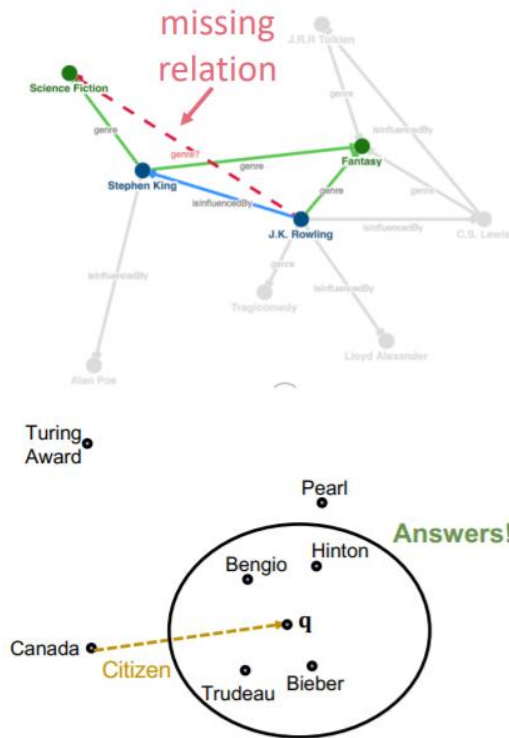 missing
relation
J.R.R Tolkien
Science Fiction
genre
genre
isInfluencedBy
genre?
genre
Fantasy
Stephen King
genre
genre
isInfluencedBy
J.K. Rowling
isInfluencedBy
C.S. Lewis
isInfluencedBy
genre
isInfluencedBy
Tragicomedy
Lloyd Alexander
Alan Poe
Turing
Award
Pearl
Answers!
Bengio
Hinton
q
Canada
Citizen
Trudeau
Bieber